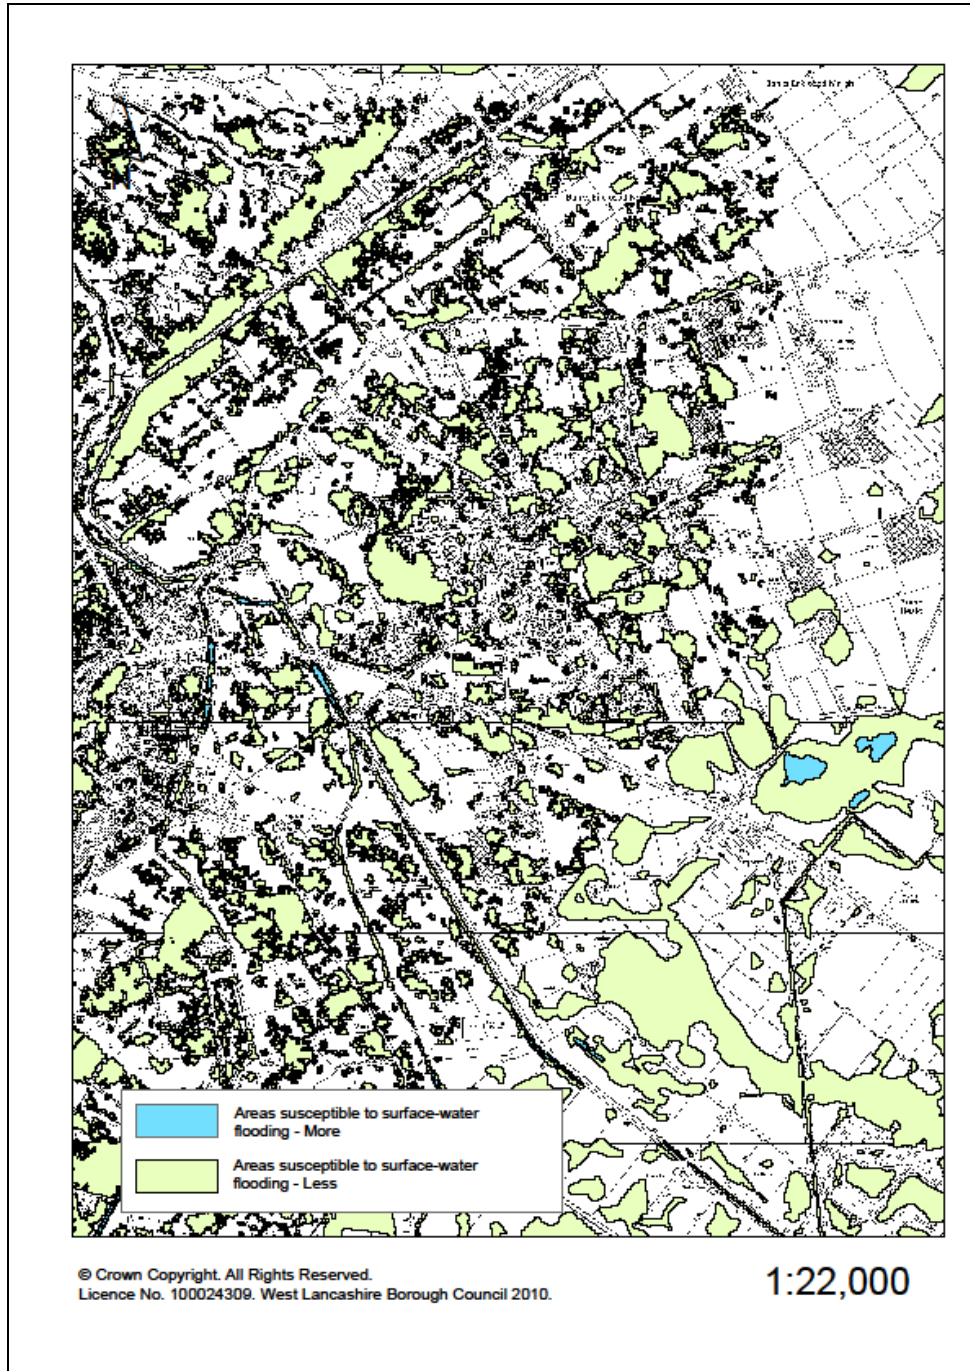 Areas susceptible to surface-water
flooding - More
Areas susceptible to surface-water
flooding - Less
© Crown Copyright. All Rights Reserved.
Licence No. 100024309. West Lancashire Borough Council 2010.
1:22,000